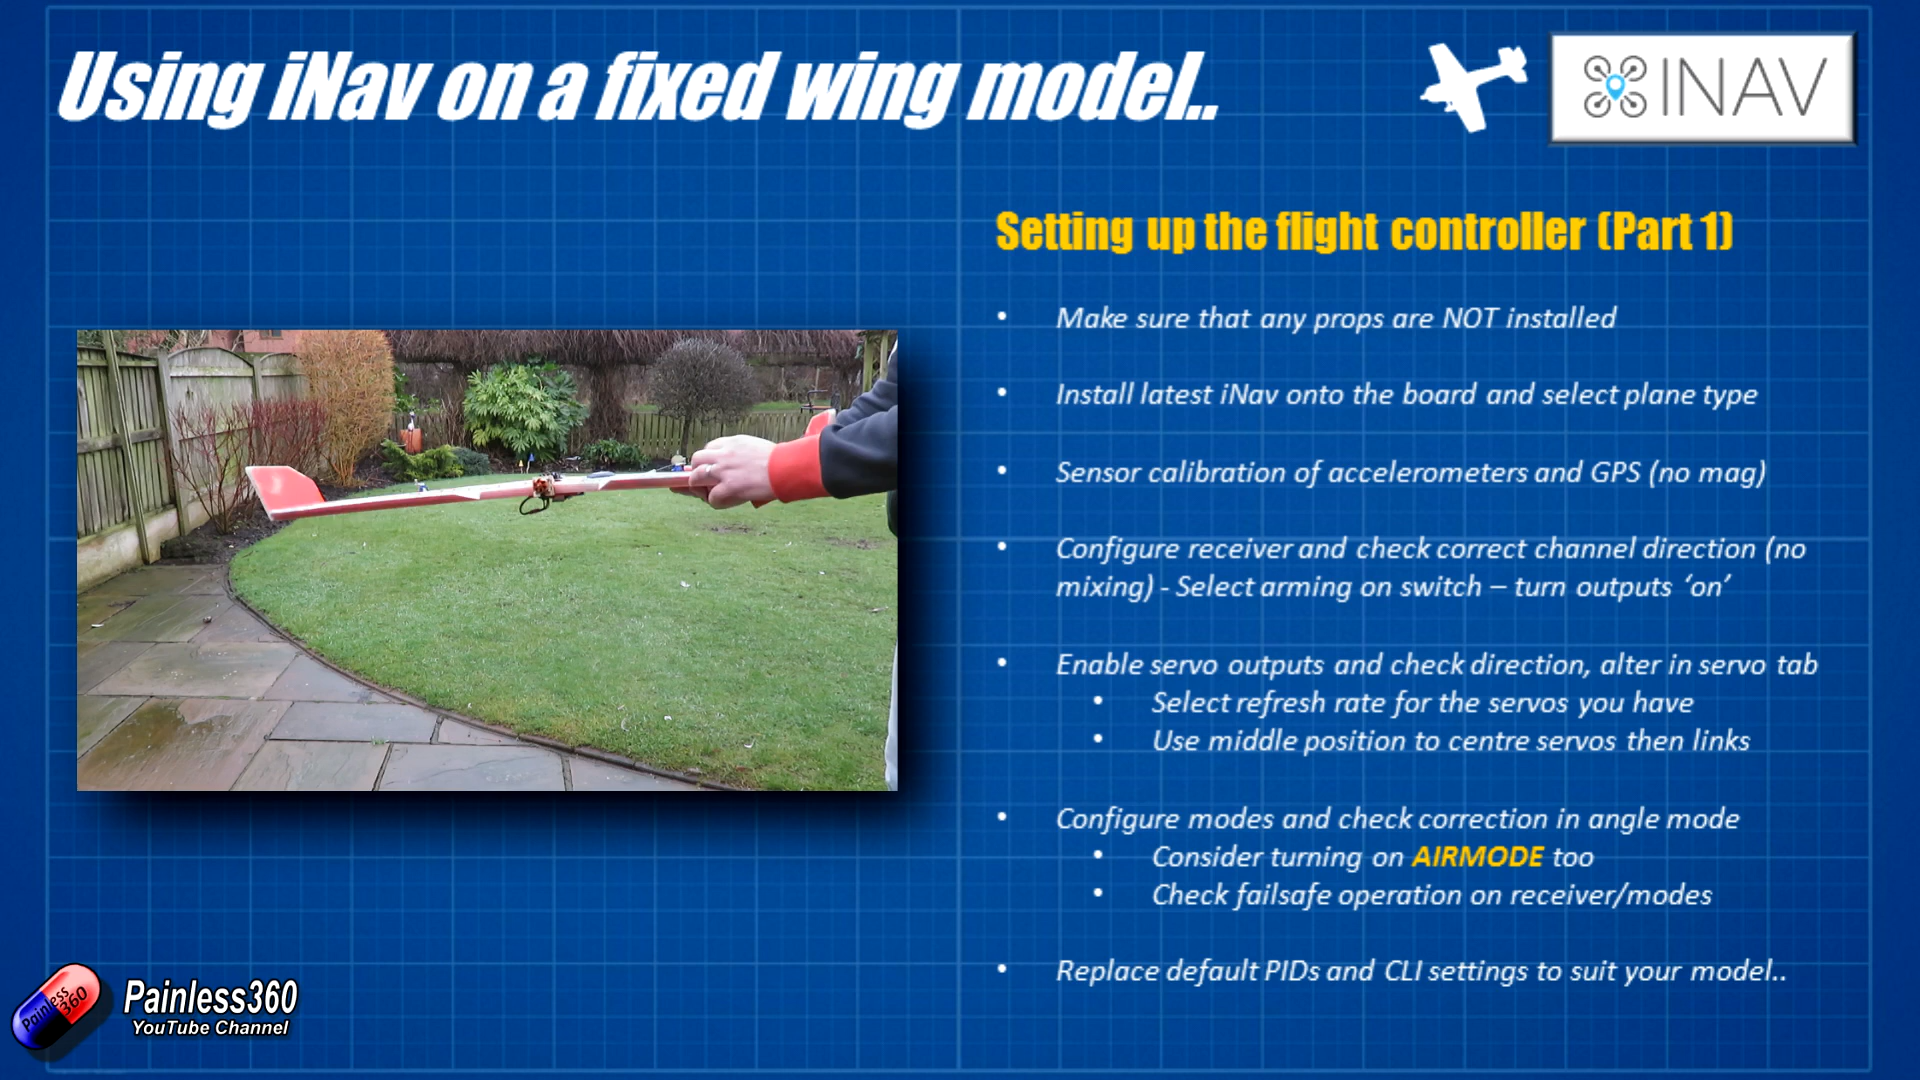 Using iNav on a fixed wing model..
INAV
Setting up the flight controller (Part 1)
• Make sure that any props are NOT installed
• Install latest iNav onto the board and select plane type
• Sensor calibration of accelerometers and GPS (no mag)
• Configure receiver and check correct channel direction (no
mixing) - Select arming on switch – turn outputs ‘on’
• Enable servo outputs and check direction, alter in servo tab
• Select refresh rate for the servos you have
• Use middle position to centre servos then links
• Configure modes and check correction in angle mode
• Consider turning on AIRMODE too
• Check failsafe operation on receiver/modes
• Replace default PIDs and CLI settings to suit your model..
Painless
360
Painless360
YouTube Channel